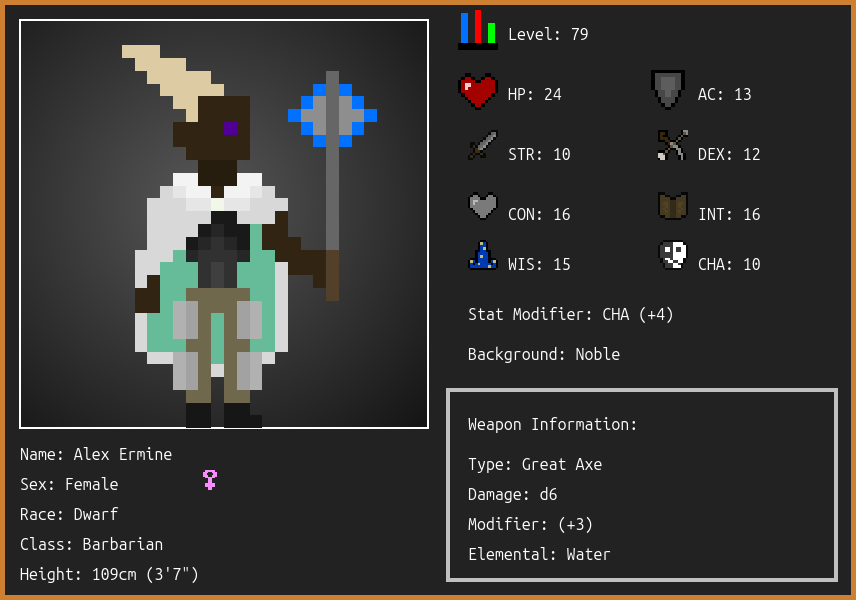 Level: 79
HP: 24
AC: 13
STR: 10
DEX: 12
CON: 16
INT: 16
WIS: 15
CHA: 10
Stat Modifier: CHA (+4)
Background: Noble
Weapon Information:
Type: Great Axe
Damage: d6
Modifier: (+3)
Elemental: Water
Name: Alex Ermine
Sex: Female
Race: Dwarf
Class: Barbarian
Height: 109cm (3'7")